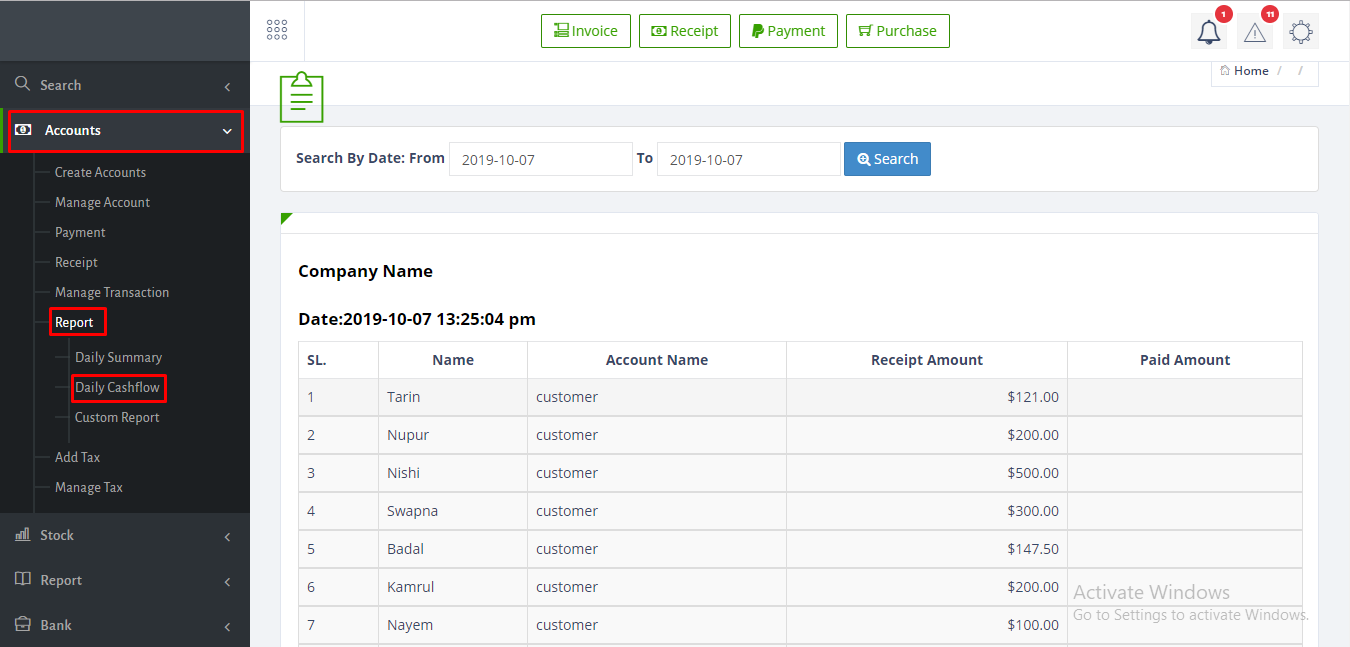 Invoice Receipt Payment Purchase 1 11
Home / /
Search
Accounts
Create Accounts
Manage Account
Payment
Receipt
Manage Transaction
Report
Daily Summary
Daily Cashflow
Custom Report
Add Tax
Manage Tax
Stock
Report
Bank
Search By Date: From 2019-10-07 To 2019-10-07 Search
Company Name
Date:2019-10-07 13:25:04 pm
SL. Name Account Name Receipt Amount Paid Amount
1 Tarin customer $121.00
2 Nupur customer $200.00
3 Nishi customer $500.00
4 Swapna customer $300.00
5 Badal customer $147.50
6 Kamrul customer $200.00
7 Nayem customer $100.00
Activate Windows
Go to Settings to activate Windows.